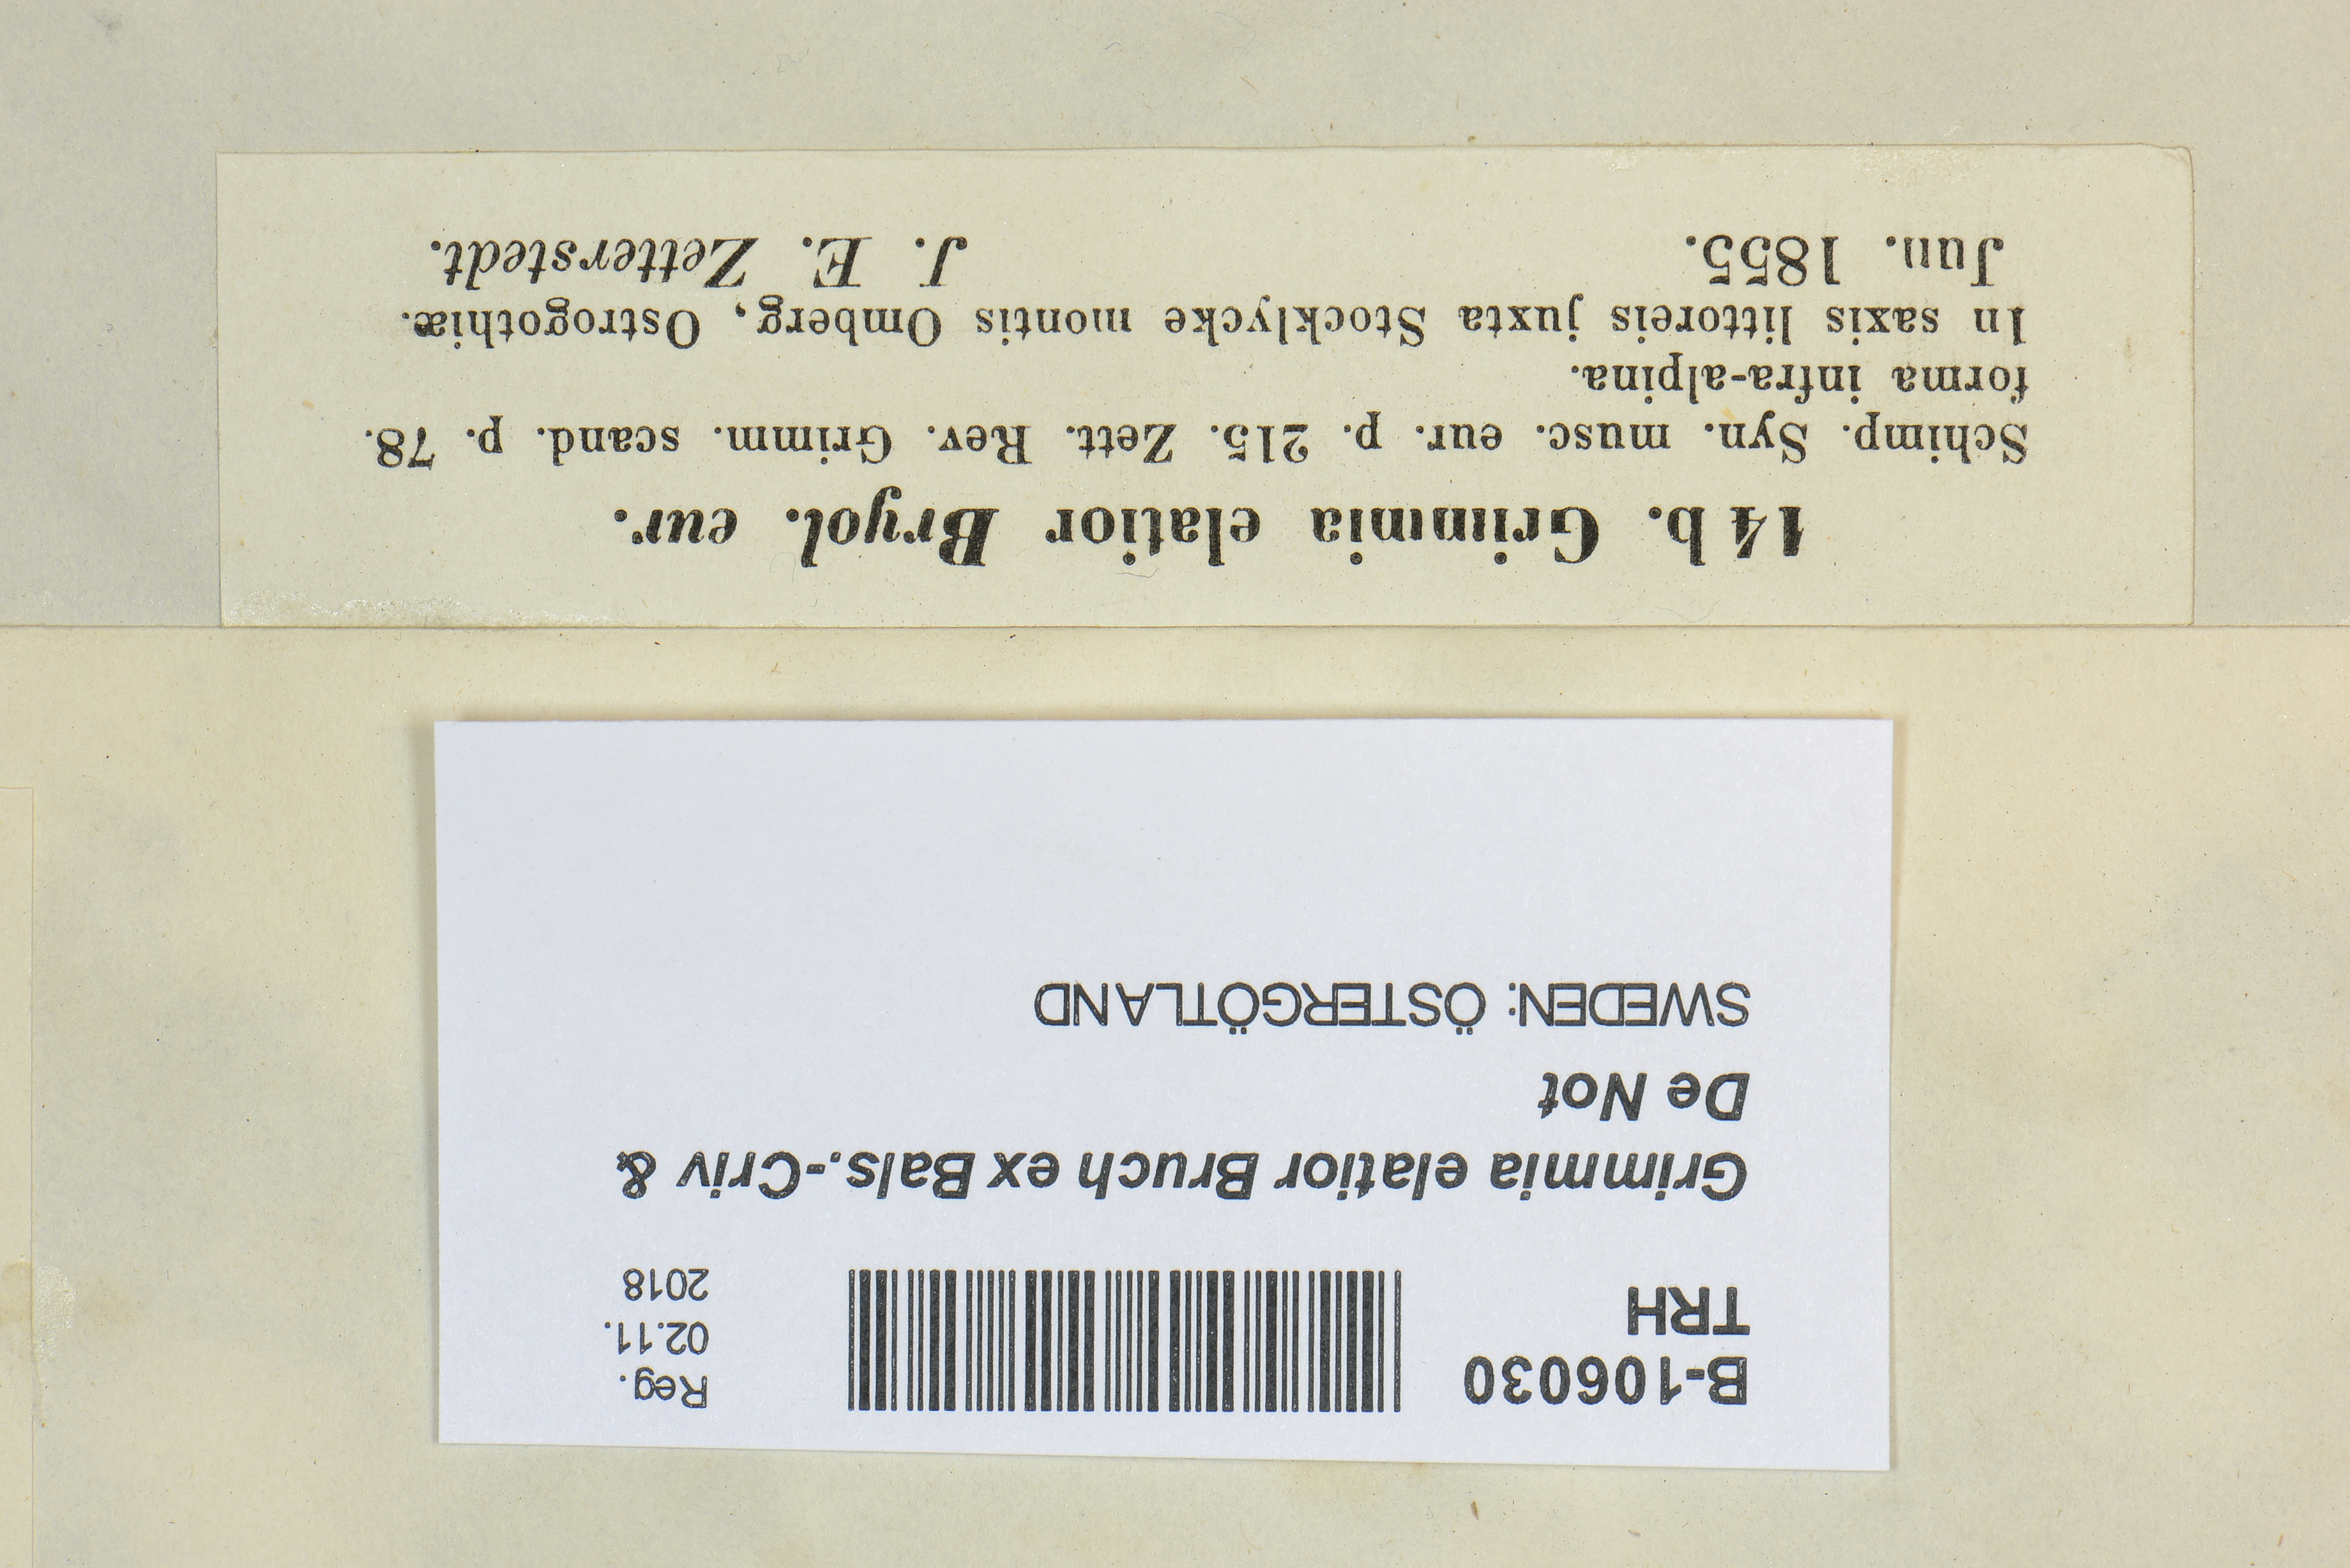 B-106030
TRH
Reg.
02.11.
2018
Grimmia elatior Bruch ex Bals.-Criv &
De Not
SWEDEN: ÖSTERGÖTLAND
14 b. Grimmia elatior Bryol. eur.
Schimp. Syn. musc. eur. p. 215. Zett. Rev. Grimm. scand. p. 78.
forma infra-alpina.
In saxis littoreis juxta Stocklycke montis Omberg, Ostrogothiæ.
Jun. 1855. J. E. Zetterstedt.